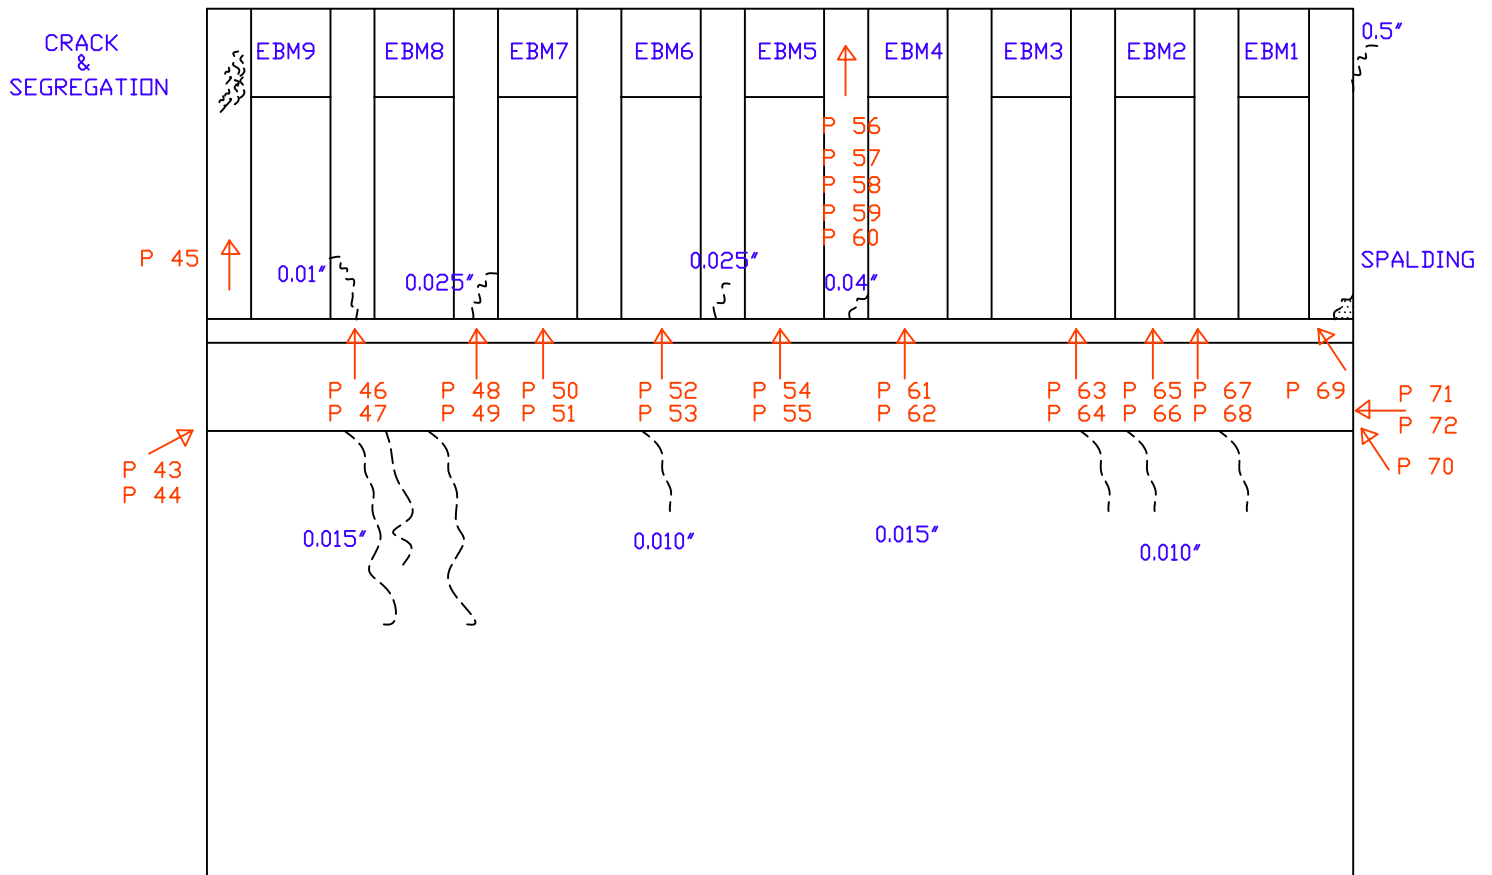 CRACK
&
SEGREGATION
EBM9
EBM8
EBM7
EBM6
EBM5
EBM4
EBM3
EBM2
EBM1
0.5"
P 56
P 57
P 58
P 59
P 60
P 45
0.01"
0.025"
0.025"
0.04"
SPALDING
P 46
P 47
P 48
P 49
P 50
P 51
P 52
P 53
P 54
P 55
P 61
P 62
P 63
P 64
P 65
P 66
P 67
P 68
P 69
P 71
P 72
P 70
P 43
P 44
0.015"
0.010"
0.015"
0.010"